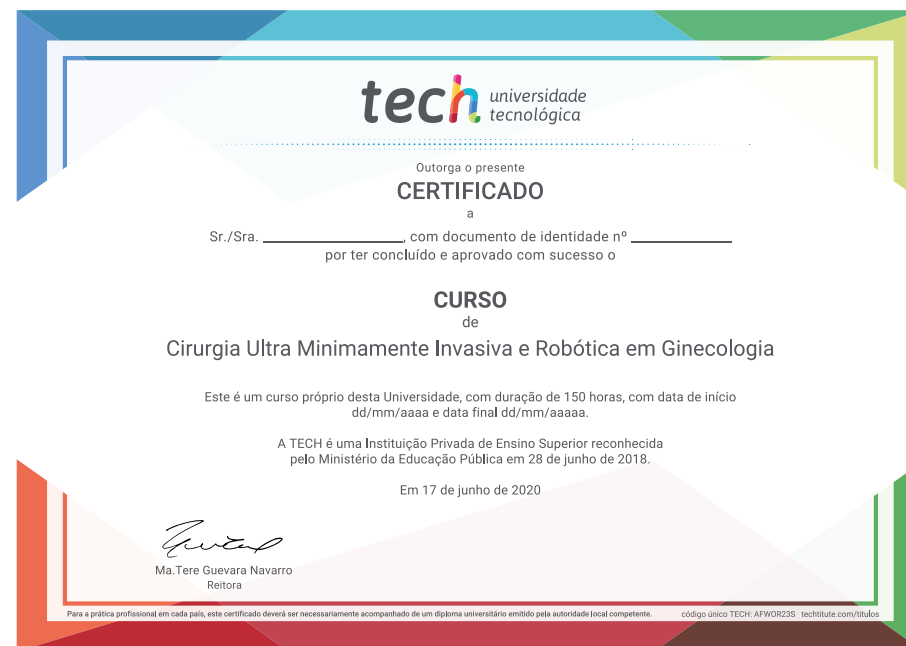 tech universidade
tecnológica
Outorga o presente
CERTIFICADO
a
Sr./Sra. ____________, com documento de identidade nº ____________
por ter concluído e aprovado com sucesso o
CURSO
de
Cirurgia Ultra Minimamente Invasiva e Robótica em Ginecologia
Este é um curso próprio desta Universidade, com duração de 150 horas, com data de início
dd/mm/aaaa e data final dd/mm/aaaaa.
A TECH é uma Instituição Privada de Ensino Superior reconhecida
pelo Ministério da Educação Pública em 28 de junho de 2018.
Em 17 de junho de 2020
Ma.Tere Guevara Navarro
Reitora
Para a prática profissional em cada país, este certificado deverá ser necessariamente acompanhado de um diploma universitário emitido pela autoridade local competente. código único TECH: AFWOR23S techtitute.com/titulos